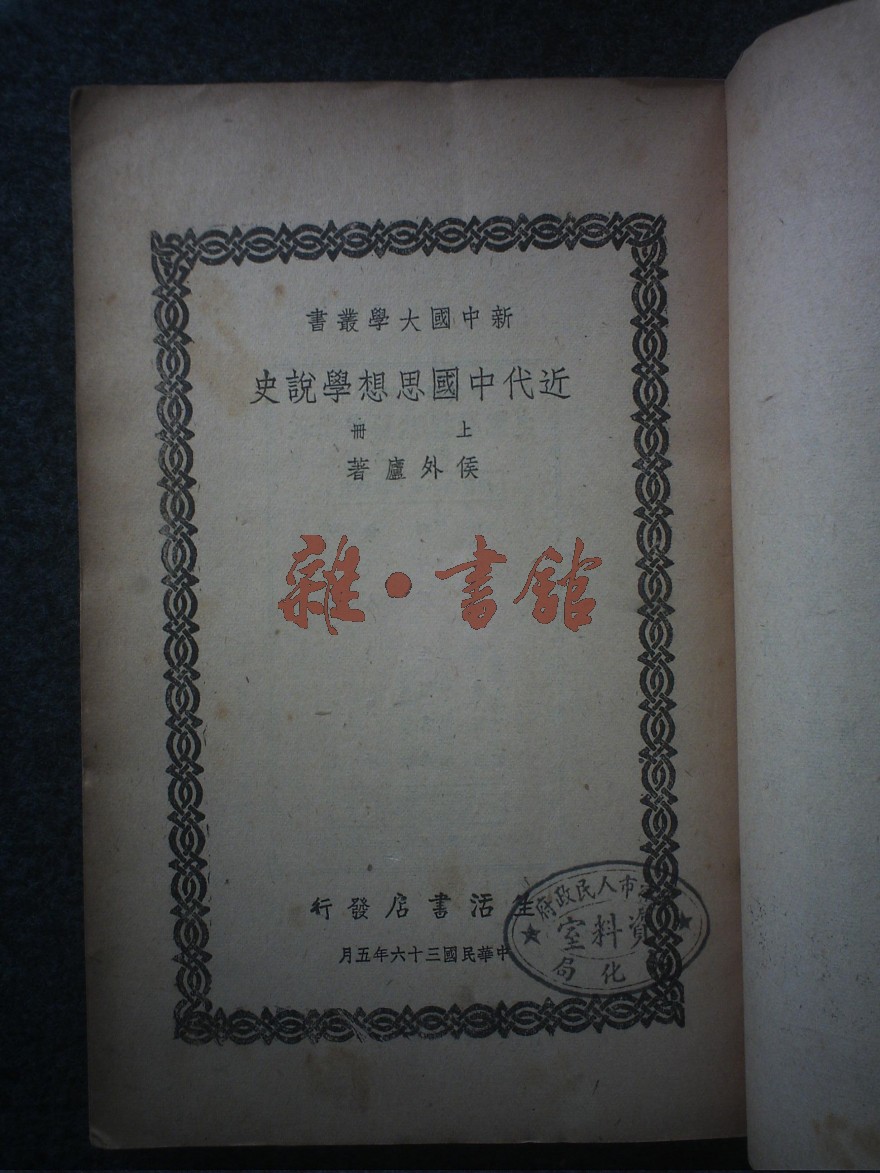 新中國大學叢書
近代中國思想學說史
上冊
侯外廬著
雜·書館
生活書店發行
中華民國三十六年五月
市人民政府
資料室
化局